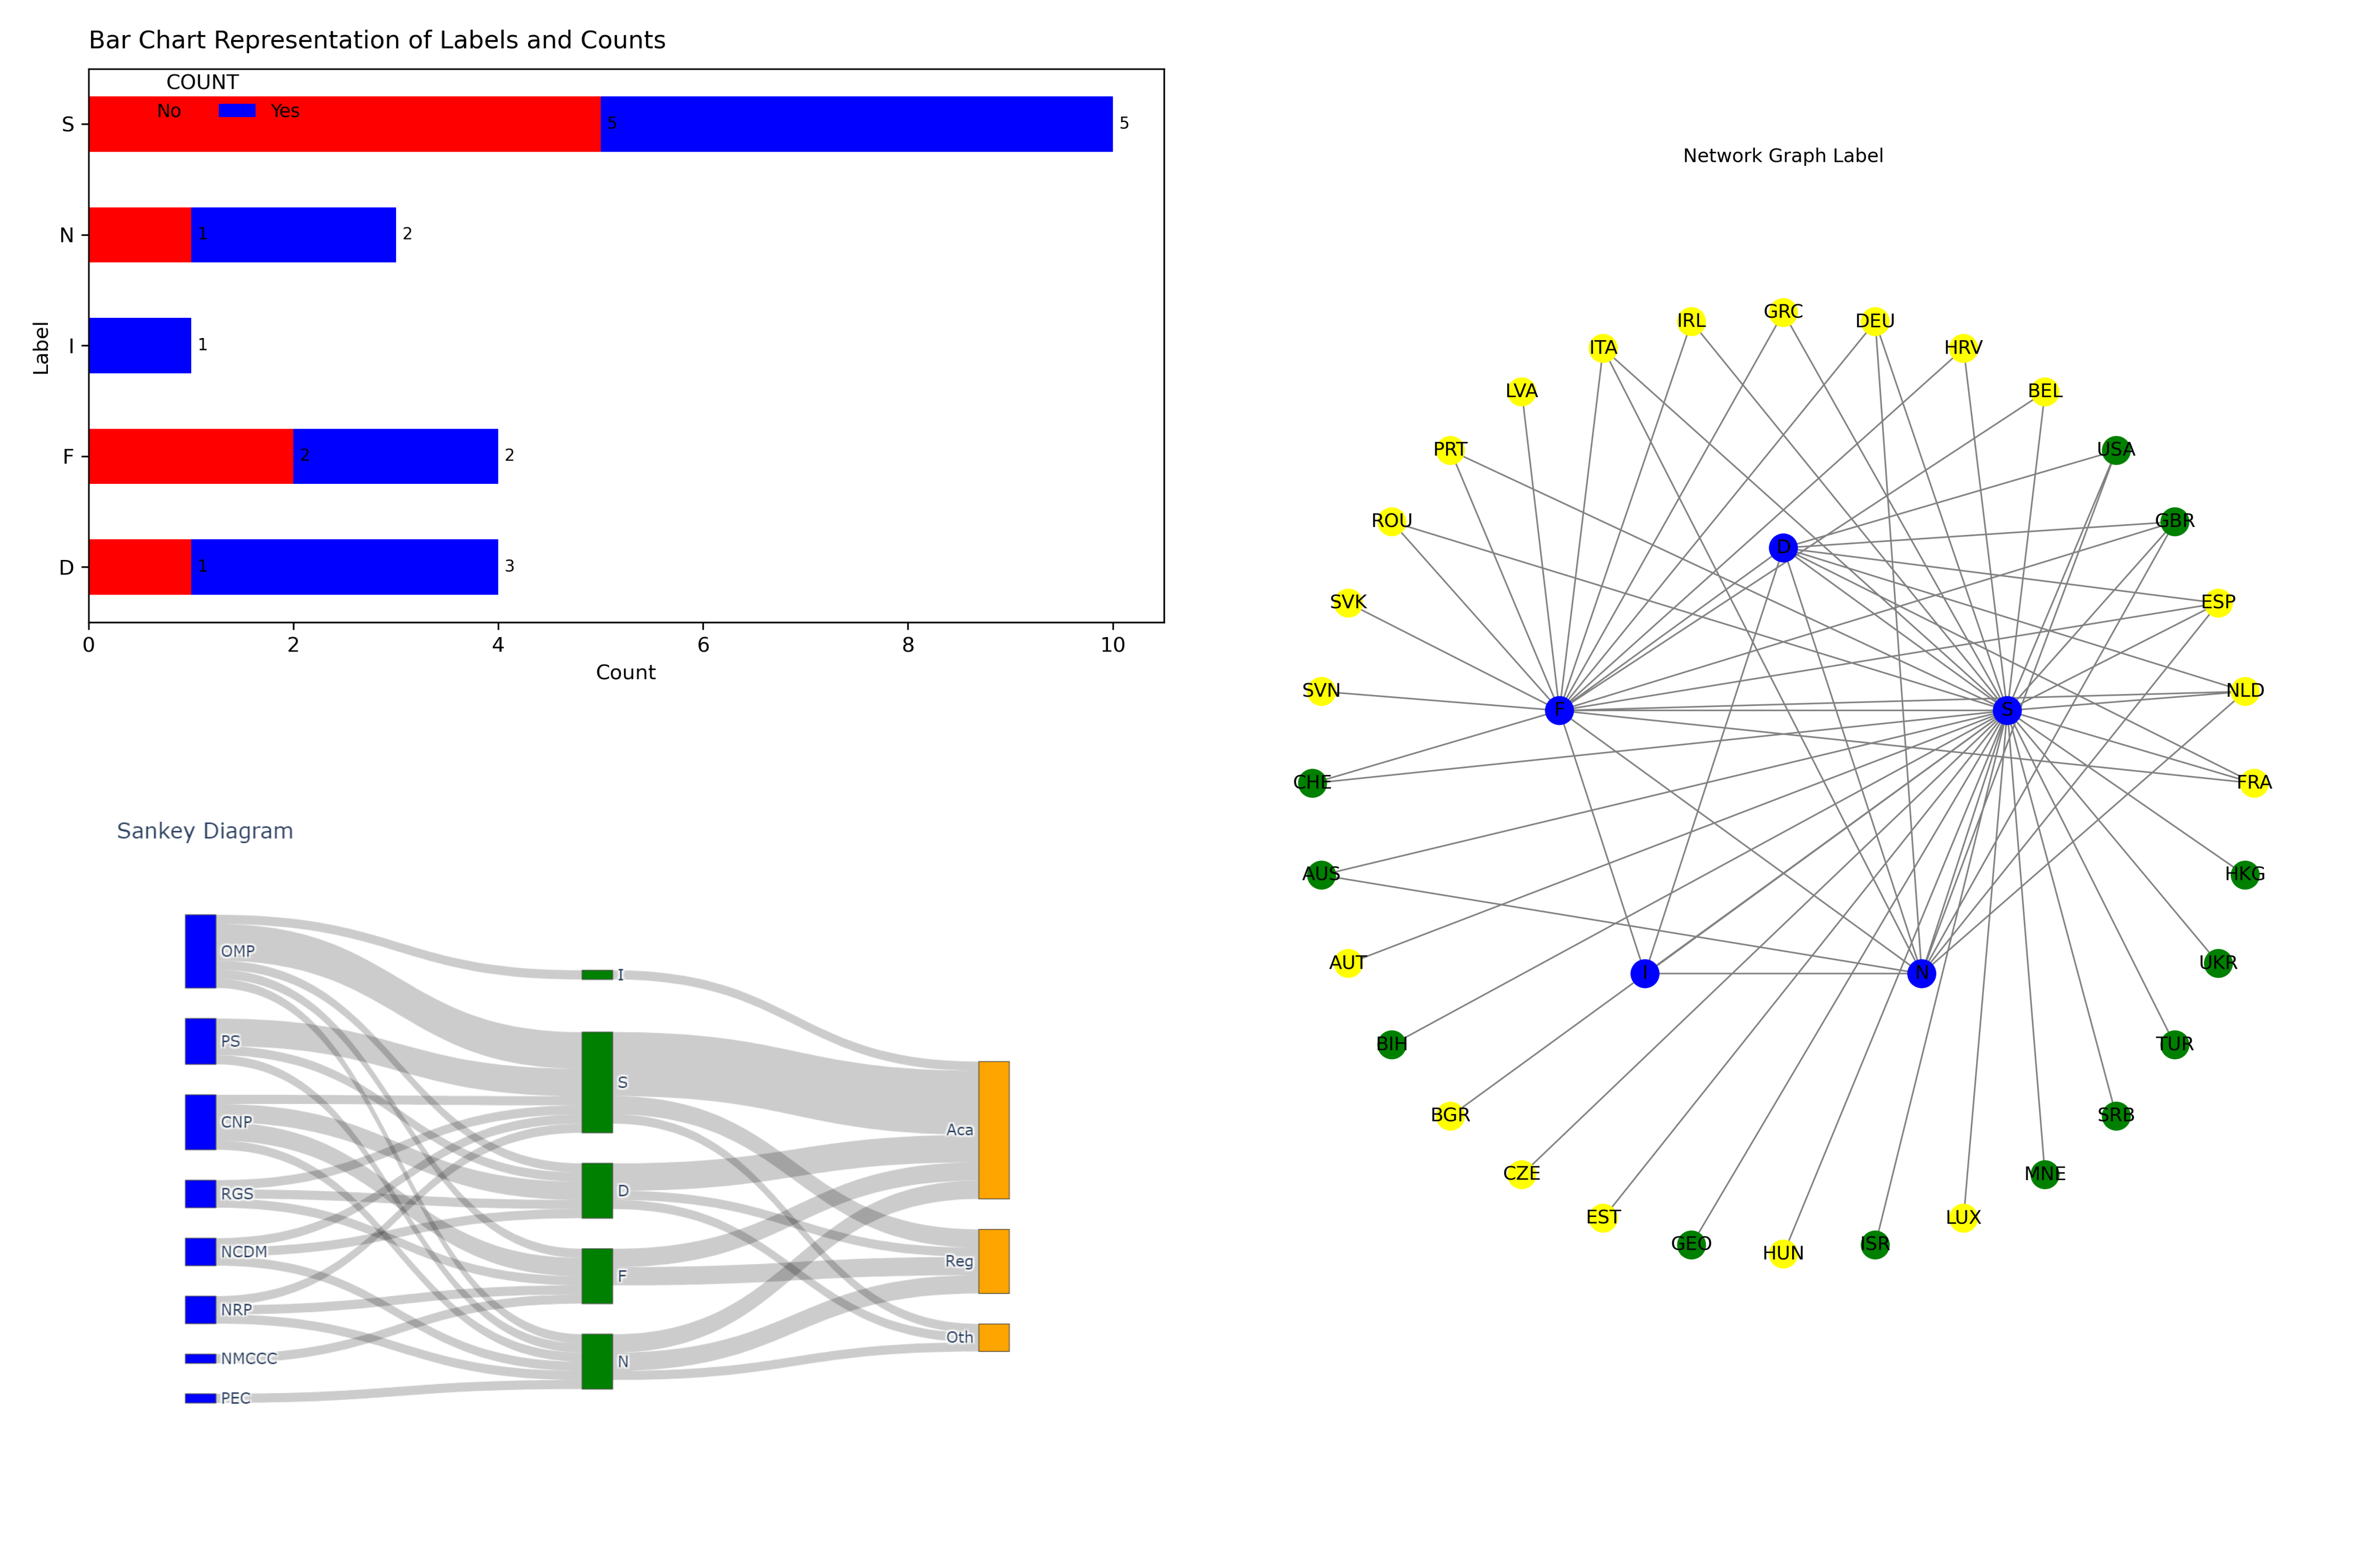 Bar Chart Representation of Labels and Counts
COUNT
No Yes
S 5 5
N 1 2
I 1
F 2 2
D 1 3
Label
0 2 4 6 8 10
Count
Network Graph Label
GRC
IRL DEU
ITA HRV
LVA BEL
PRT USA
ROU GBR
D
SVK ESP
SVN NLD
F S
CHE FRA
AUS HKG
AUT UKR
I N
BIH TUR
BGR SRB
CZE MNE
EST LUX
GEO ISR
HUN
Sankey Diagram
OMP
I
PS
S
CNP
Aca
RGS
D
NCDM
Reg
F
NRP
Oth
NMCCC
N
PEC